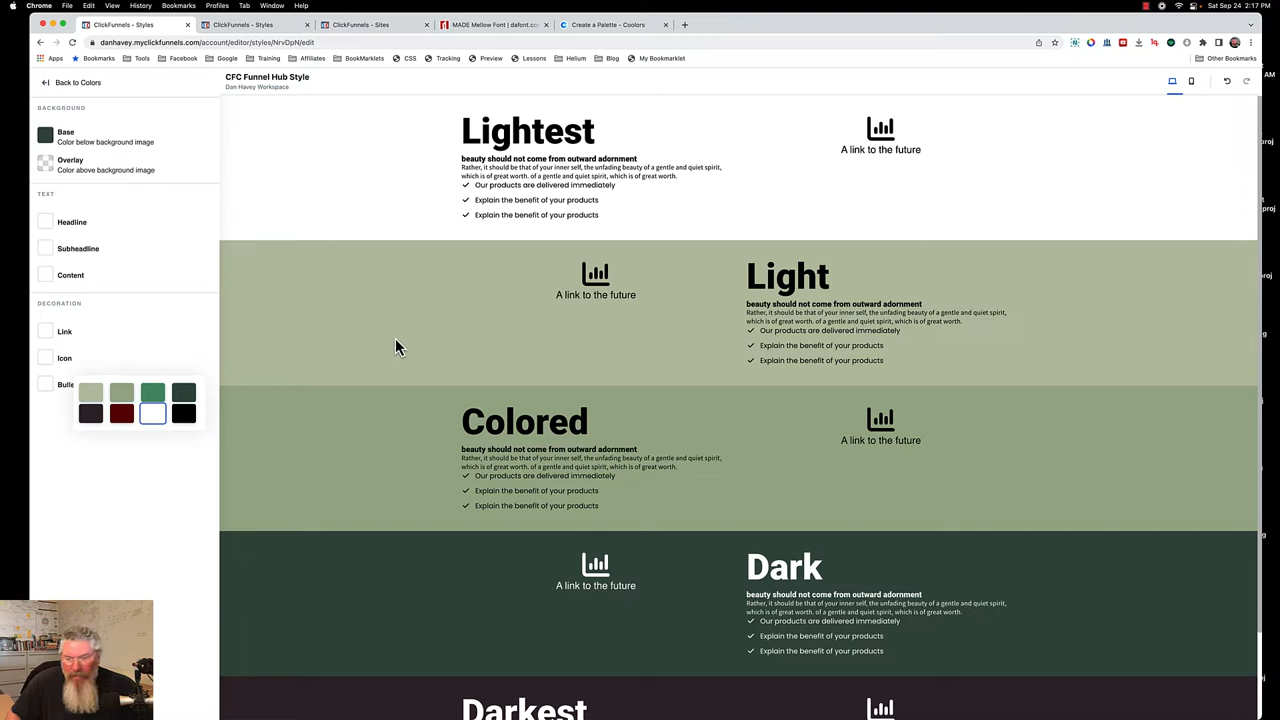 Chrome File Edit View History Bookmarks Profiles Tab Window Help Sat Sep 24 2:17 PM
ClickFunnels - Styles ClickFunnels - Styles ClickFunnels - Sites MADE Mellow Font | dafont.co Create a Palette - Coolors
danhavey.myclickfunnels.com/account/editor/styles/NrvDpN/edit
Apps Bookmarks Tools Facebook Google Training Affiliates BookMarklets CSS Tracking Preview Lessons Helium Blog My Bookmarklet Other Bookmarks
Back to Colors
CFC Funnel Hub Style
Dan Havey Workspace
BACKGROUND
Base
Color below background image
Overlay
Color above background image
TEXT
Headline
Subheadline
Content
DECORATION
Link
Icon
Bulle
Lightest
beauty should not come from outward adornment
Rather, it should be that of your inner self, the unfading beauty of a gentle and quiet spirit,
which is of great worth. of a gentle and quiet spirit, which is of great worth.
Our products are delivered immediately
Explain the benefit of your products
Explain the benefit of your products
A link to the future
A link to the future
Light
beauty should not come from outward adornment
Rather, it should be that of your inner self, the unfading beauty of a gentle and quiet spirit,
which is of great worth. of a gentle and quiet spirit, which is of great worth.
Our products are delivered immediately
Explain the benefit of your products
Explain the benefit of your products
Colored
beauty should not come from outward adornment
Rather, it should be that of your inner self, the unfading beauty of a gentle and quiet spirit,
which is of great worth. of a gentle and quiet spirit, which is of great worth.
Our products are delivered immediately
Explain the benefit of your products
Explain the benefit of your products
A link to the future
A link to the future
Dark
beauty should not come from outward adornment
Rather, it should be that of your inner self, the unfading beauty of a gentle and quiet spirit,
which is of great worth. of a gentle and quiet spirit, which is of great worth.
Our products are delivered immediately
Explain the benefit of your products
Explain the benefit of your products
Darkest